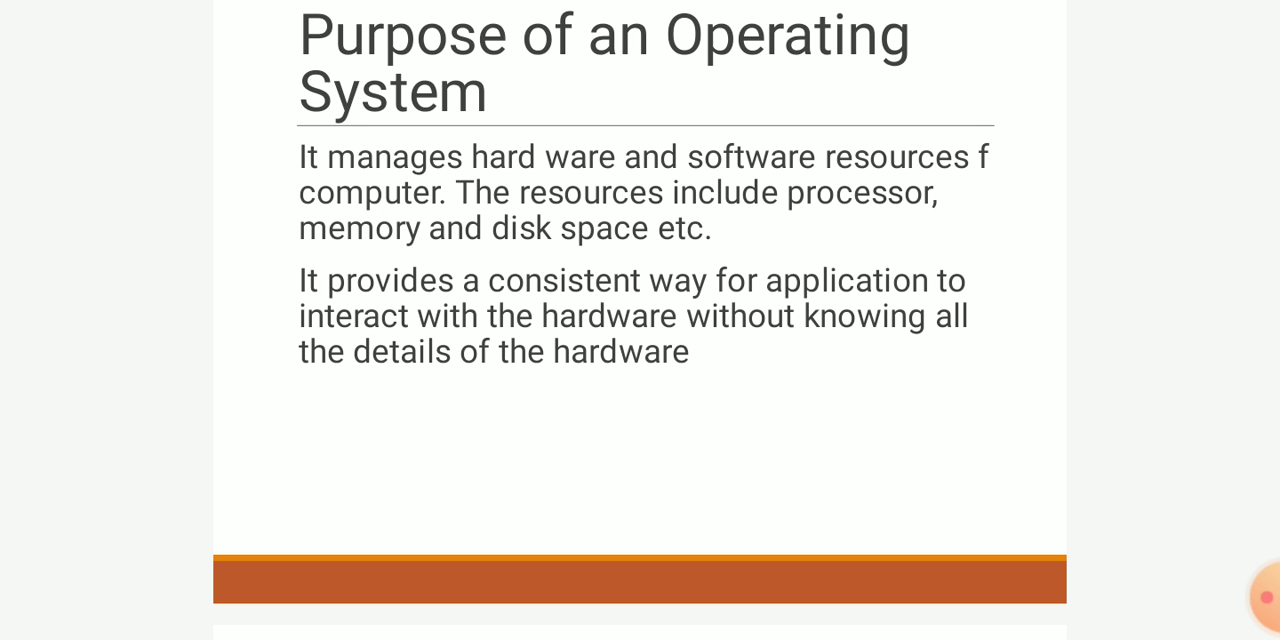 Purpose of an Operating
System
It manages hard ware and software resources f
computer. The resources include processor,
memory and disk space etc.
It provides a consistent way for application to
interact with the hardware without knowing all
the details of the hardware